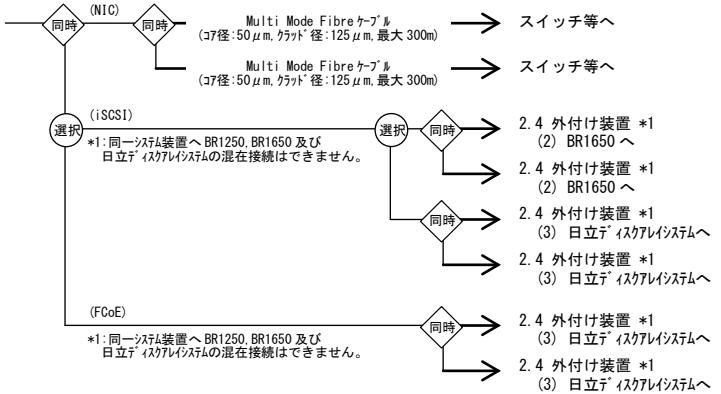 同時
(NIC)
同時
Multi Mode Fibre ｹｰﾌﾞﾙ
(ｺｱ径:50μm,ｸﾗｯﾄﾞ径:125μm,最大 300m)
スイッチ等へ
Multi Mode Fibre ｹｰﾌﾞﾙ
(ｺｱ径:50μm,ｸﾗｯﾄﾞ径:125μm,最大 300m)
スイッチ等へ
選択
(iSCSI)
*1:同一ｼｽﾃﾑ装置へ BR1250,BR1650 及び
日立ﾃﾞｨｽｸｱﾚｲｼｽﾃﾑの混在接続はできません。
選択
同時
2.4 外付け装置 *1
(2) BR1650 へ
2.4 外付け装置 *1
(2) BR1650 へ
同時
2.4 外付け装置 *1
(3) 日立ﾃﾞｨｽｸｱﾚｲｼｽﾃﾑへ
2.4 外付け装置 *1
(3) 日立ﾃﾞｨｽｸｱﾚｲｼｽﾃﾑへ
(FCoE)
*1:同一ｼｽﾃﾑ装置へ BR1250,BR1650 及び
日立ﾃﾞｨｽｸｱﾚｲｼｽﾃﾑの混在接続はできません。
同時
2.4 外付け装置 *1
(3) 日立ﾃﾞｨｽｸｱﾚｲｼｽﾃﾑへ
2.4 外付け装置 *1
(3) 日立ﾃﾞｨｽｸｱﾚｲｼｽﾃﾑへ